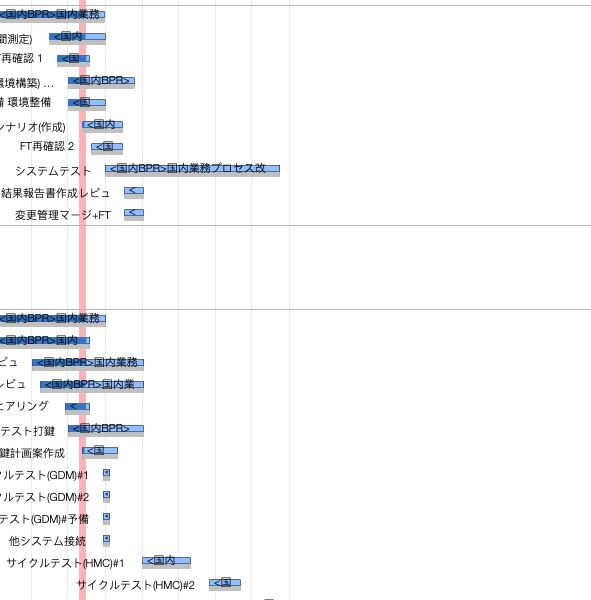 <国内BPR>国内業務
間測定) <国内
再確認 1 <国
環境構築) ... <国内BPR>
環境整備 <国
ナリオ(作成) <国内
FT再確認 2 <国
システムテスト <国内BPR>国内業務プロセス改
結果報告書作成レビュ <
変更管理マージ+FT <
<国内BPR>国内業務
<国内BPR>国内
ビュ <国内BPR>国内業務
レビュ <国内BPR>国内業
ヒアリング <
テスト打鍵 <国内BPR>
鍵計画案作成 <国
クルテスト(GDM)#1 <
クルテスト(GDM)#2 <
テスト(GDM)#予備 <
他システム接続 <
サイクルテスト(HMC)#1 <国内
サイクルテスト(HMC)#2 <国